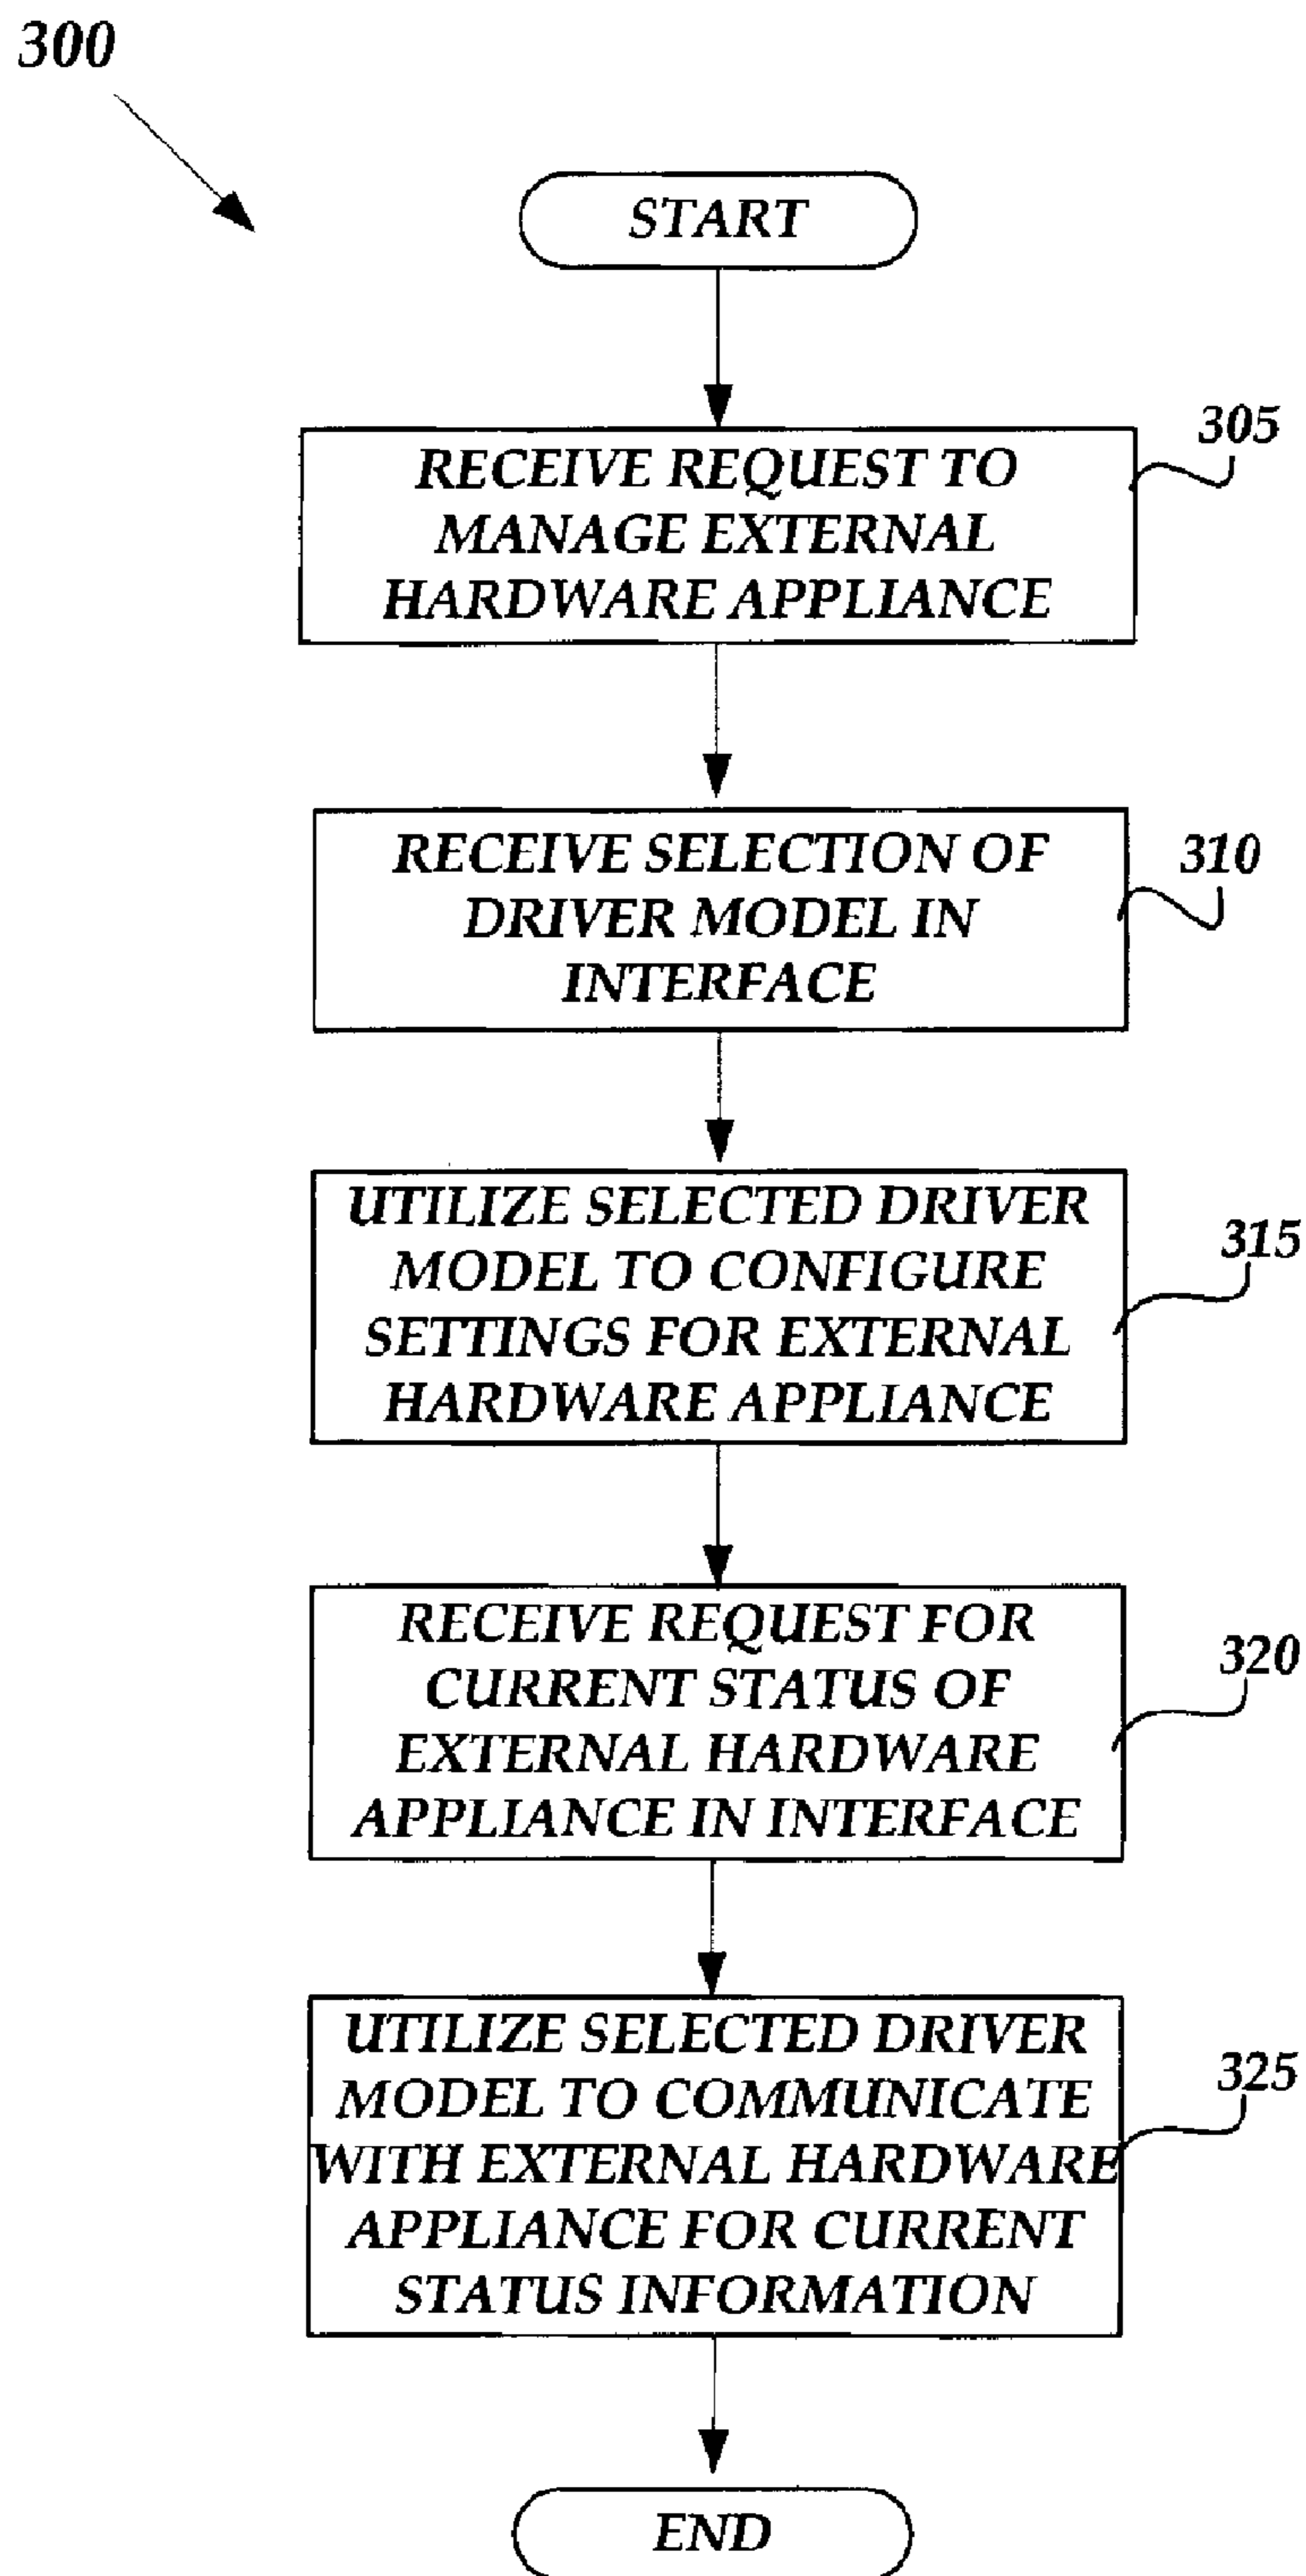 300
START
305
RECEIVE REQUEST TO
MANAGE EXTERNAL
HARDWARE APPLIANCE
310
RECEIVE SELECTION OF
DRIVER MODEL IN
INTERFACE
315
UTILIZE SELECTED DRIVER
MODEL TO CONFIGURE
SETTINGS FOR EXTERNAL
HARDWARE APPLIANCE
320
RECEIVE REQUEST FOR
CURRENT STATUS OF
EXTERNAL HARDWARE
APPLIANCE IN INTERFACE
325
UTILIZE SELECTED DRIVER
MODEL TO COMMUNICATE
WITH EXTERNAL HARDWARE
APPLIANCE FOR CURRENT
STATUS INFORMATION
END